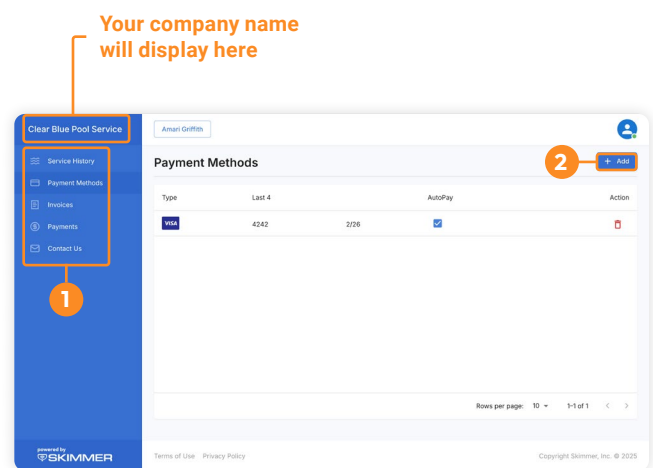 Your company name
will display here
Clear Blue Pool Service
Amari Griffith
Service History
Payment Methods
Invoices
Payments
Contact Us
1
Payment Methods
2
+ Add
Type Last 4 AutoPay Action
VISA 4242 2/26
Rows per page: 10 1-1 of 1
powered by
SKIMMER
Terms of Use Privacy Policy Copyright Skimmer, Inc. © 2025